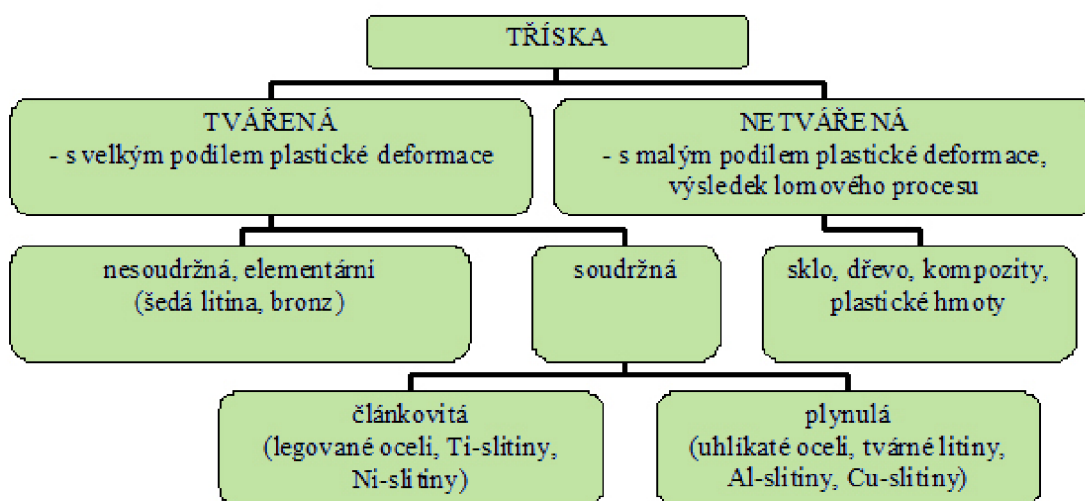 TŘÍSKA
TVÁŘENÁ
- s velkým podílem plastické deformace
NETVÁŘENÁ
- s malým podílem plastické deformace,
výsledek lomového procesu
nesoudržná, elementární
(šedá litina, bronz)
soudržná
sklo, dřevo, kompozity,
plastické hmoty
článkovitá
(legované oceli, Ti-slitiny,
Ni-slitiny)
plynulá
(uhlíkaté oceli, tvárné litiny,
Al-slitiny, Cu-slitiny)